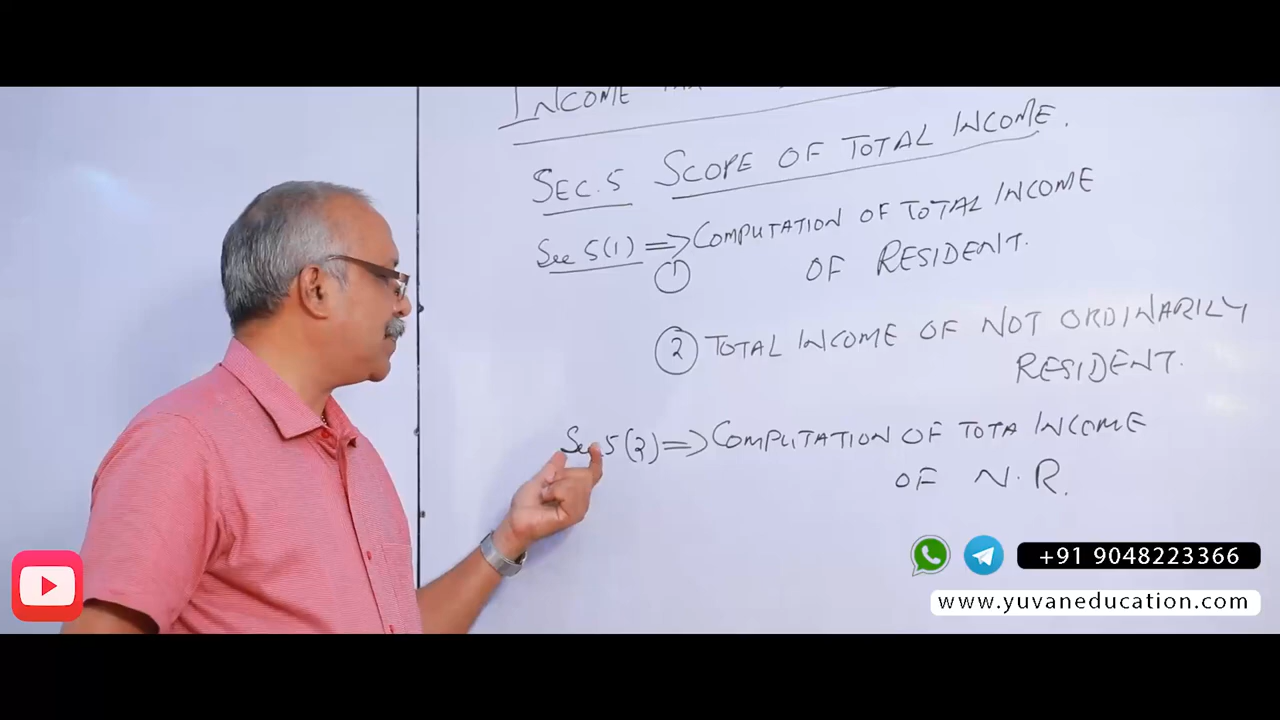 INCOME TAX
SEC.5 SCOPE OF TOTAL INCOME.
Sec 5(1) => COMPUTATION OF TOTAL INCOME
① OF RESIDENT.
② TOTAL INCOME OF NOT ORDINARILY
RESIDENT.
Sec 5(2) => COMPUTATION OF TOTA INCOME
OF N.R.
+91 9048223366
www.yuvaneducation.com